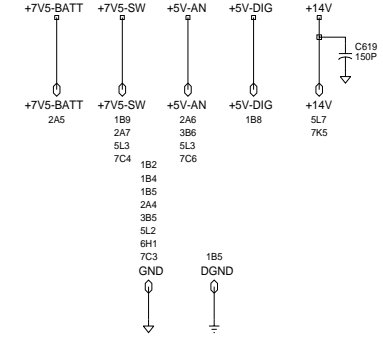 +7V5-BATT +7V5-SW +5V-AN +5V-DIG +14V
C619
150P
+7V5-BATT +7V5-SW +5V-AN +5V-DIG +14V
2A5 1B9 2A6 1B8 5L7
2A7 3B6 7K5
5L3 5L3
7C4 7C6
1B2
1B4
1B5
2A4
3B5
5L2
6H1
7C3 1B5
GND DGND